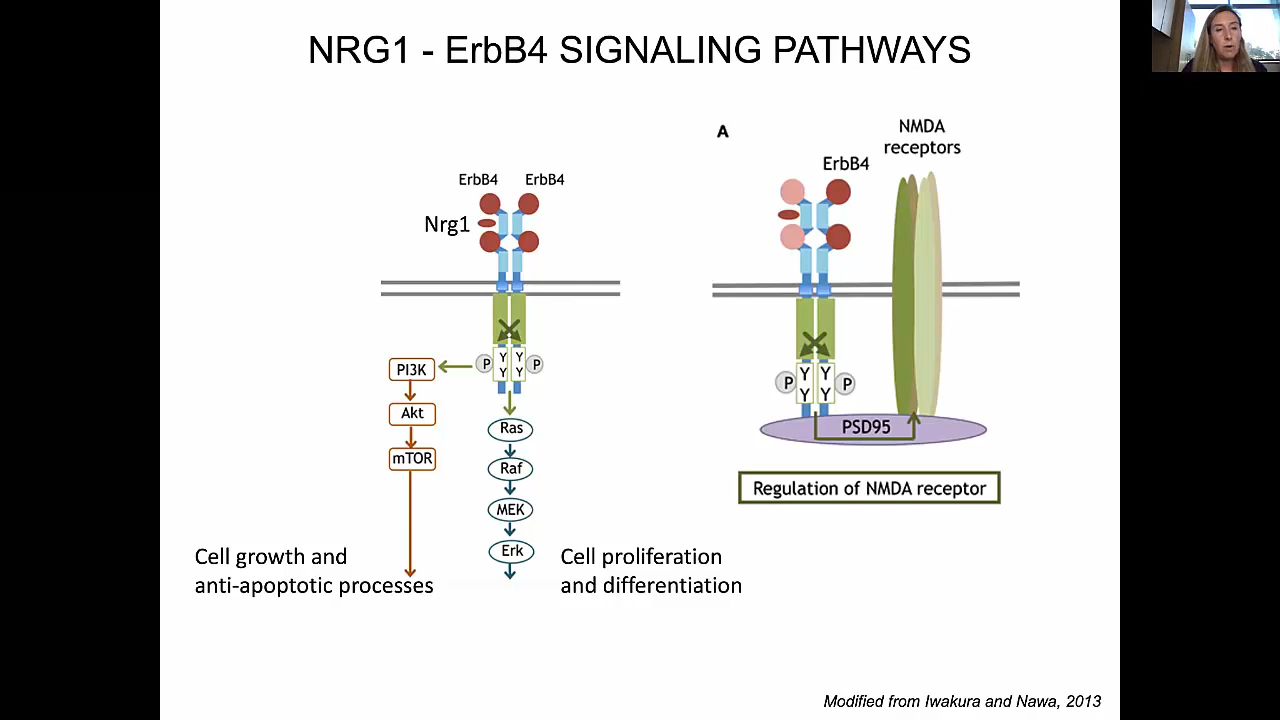 NRG1 - ErbB4 SIGNALING PATHWAYS
ErbB4 ErbB4
Nrg1
P Y Y P
Y Y
PI3K
Akt
mTOR
Ras
Raf
MEK
Erk
Cell growth and
anti-apoptotic processes
Cell proliferation
and differentiation
A
NMDA
receptors
ErbB4
P Y Y P
Y Y
PSD95
Regulation of NMDA receptor
Modified from Iwakura and Nawa, 2013